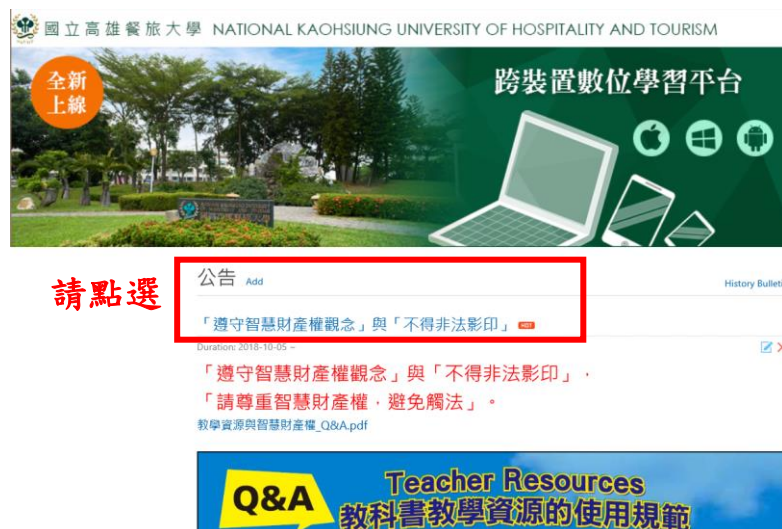 國立高雄餐旅大學 NATIONAL KAOHSIUNG UNIVERSITY OF HOSPITALITY AND TOURISM
全新
上線
跨裝置數位學習平台
請點選
公告 Add
History Bulleti
「遵守智慧財產權觀念」與「不得非法影印」 HOT
Duration: 2018-10-05 ~
「遵守智慧財產權觀念」與「不得非法影印」，
「請尊重智慧財產權，避免觸法」。
教學資源與智慧財產權_Q&A.pdf
Q&A
Teacher Resources
教科書教學資源的使用規範